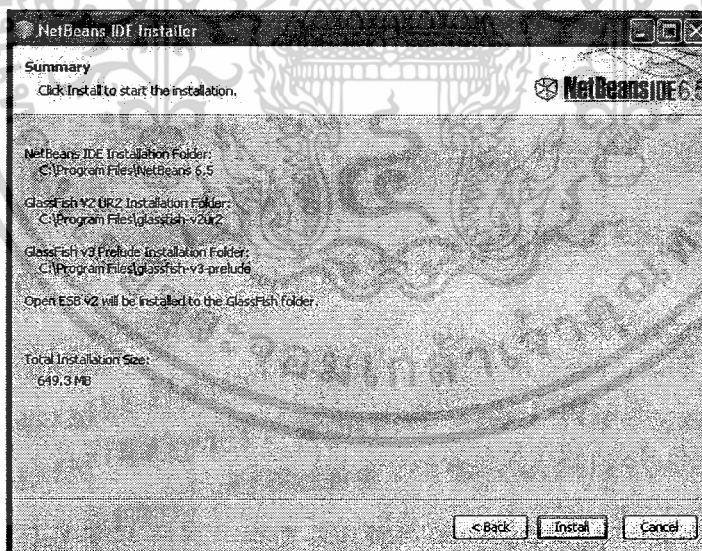 NetBeans IDE Installer
Summary
Click Install to start the installation.
NetBeans IDE 6.5
NetBeans IDE Installation Folder:
C:\Program Files\NetBeans 6.5
GlassFish V2 UR2 Installation Folder:
C:\Program Files\glassfish-v2ur2
GlassFish v3 Prelude Installation Folder:
C:\Program Files\glassfish-v3-prelude
Open ESB v2 will be installed to the GlassFish folder.
Total Installation Size:
649.3 MB
< Back
Install
Cancel